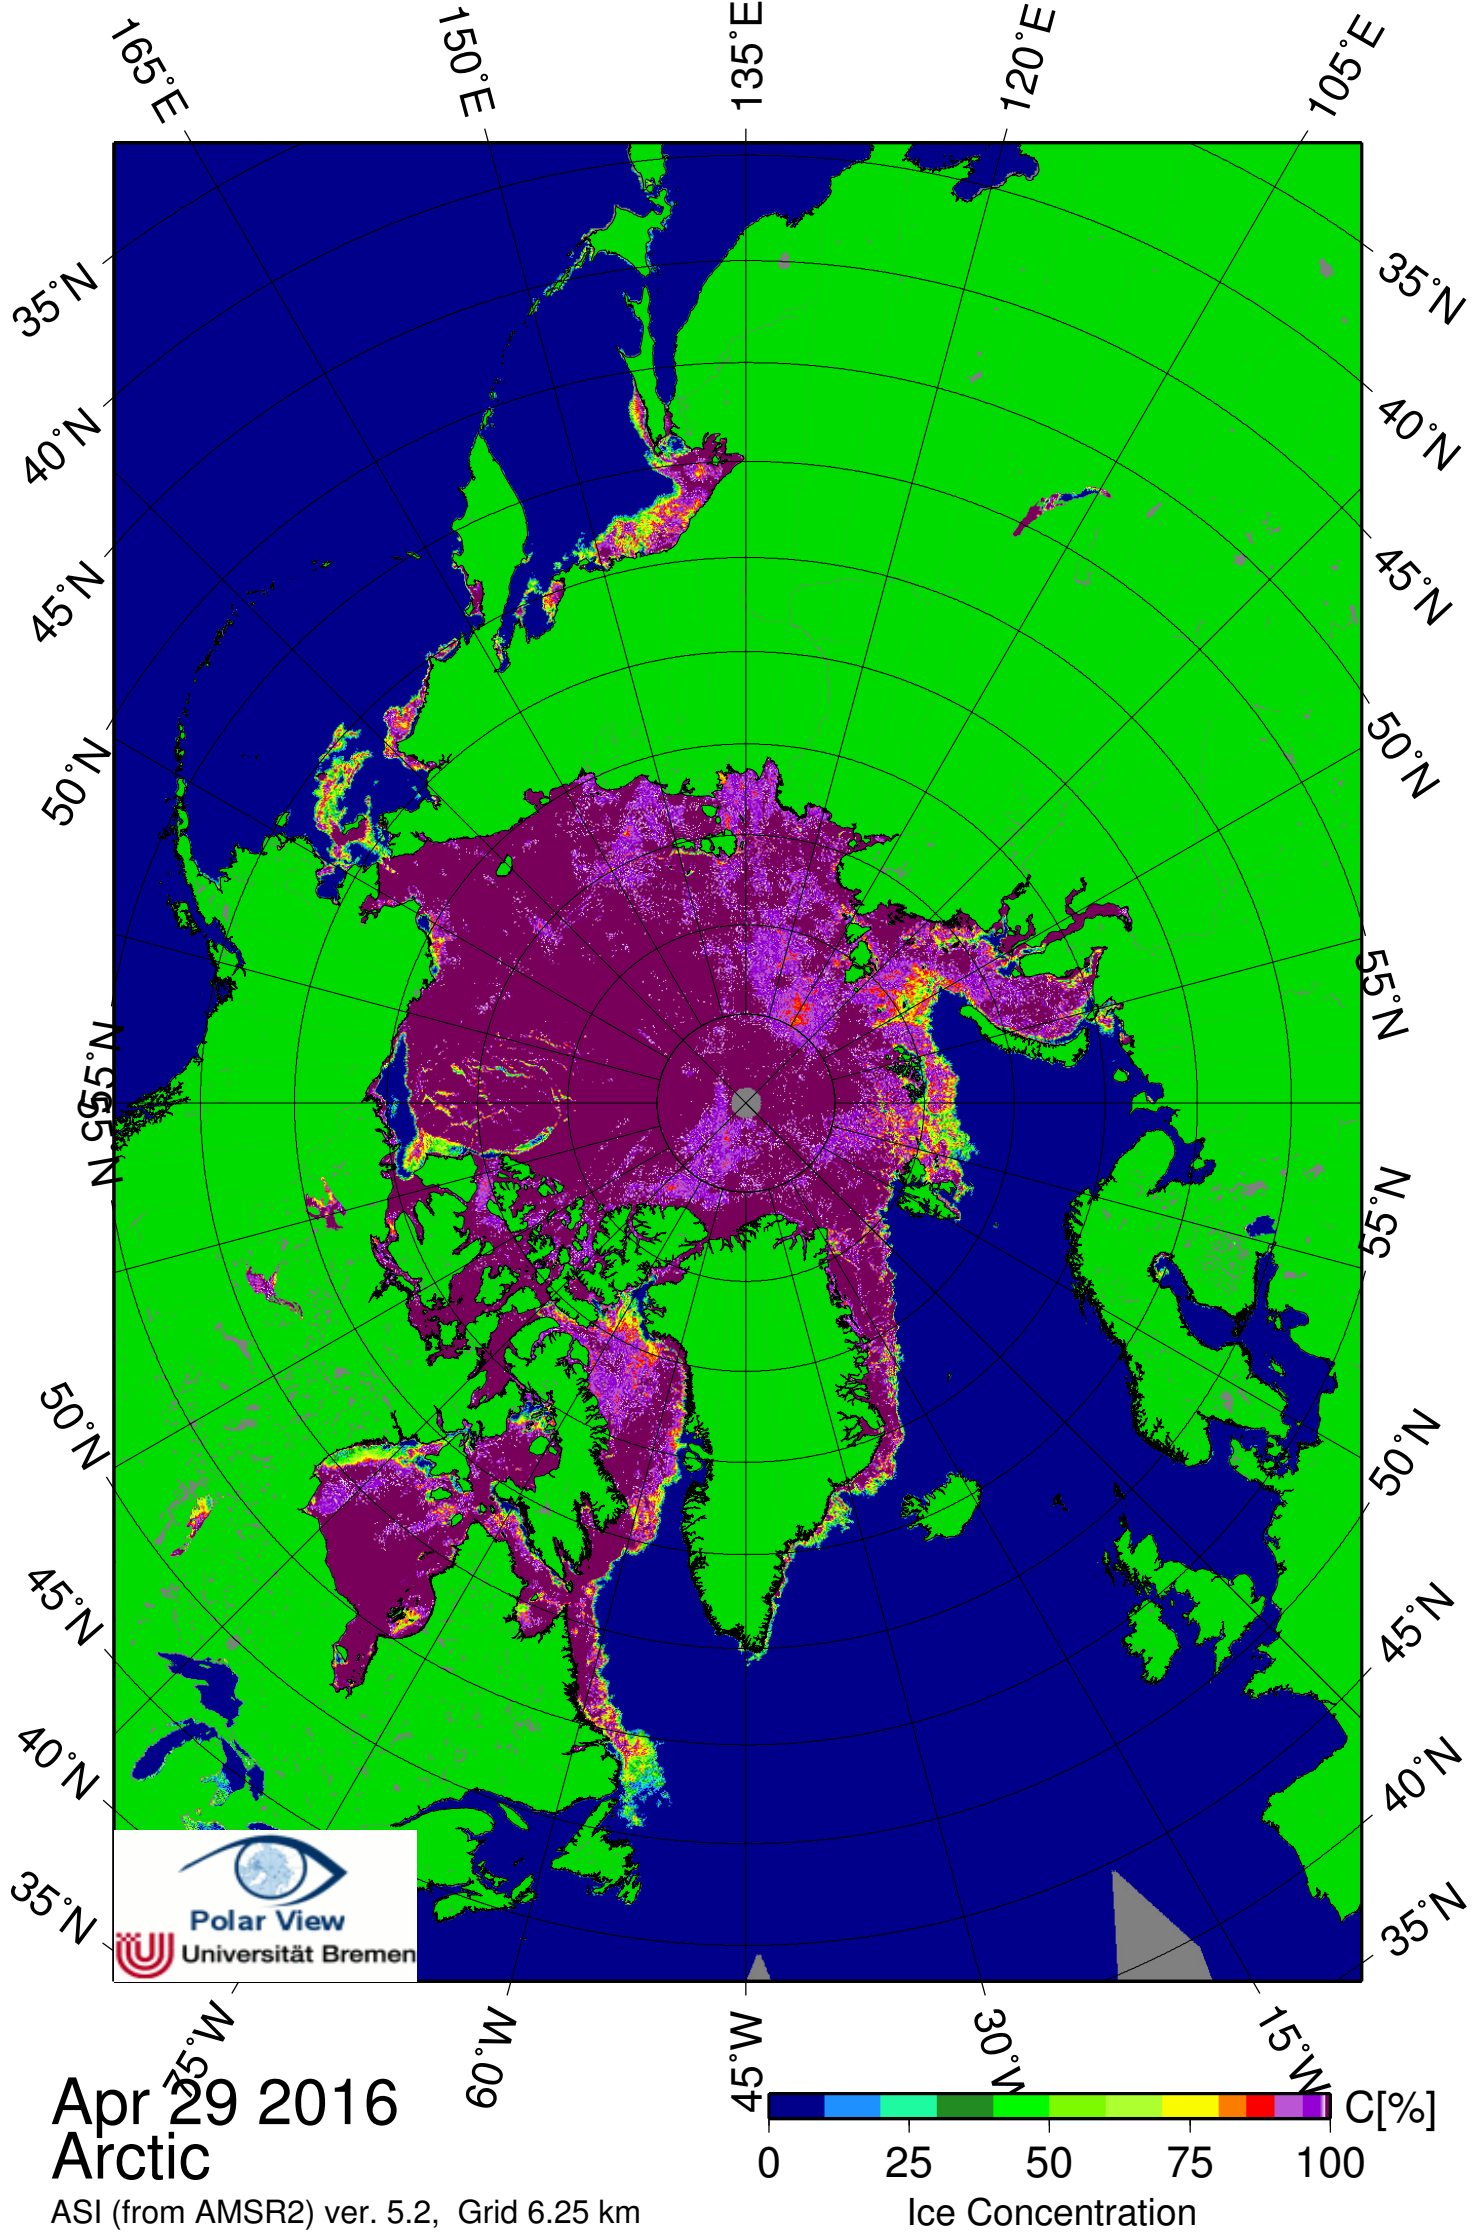 165°E 150°E 135°E 120°E 105°E
35°N 35°N
40°N 40°N
45°N 45°N
50°N 50°N
55°N 55°N
55°N 55°N
50°N 50°N
45°N 45°N
40°N 40°N
35°N 35°N
Polar View
Universität Bremen
75°W 60°W 45°W 30°W 15°W
Apr 29 2016
Arctic
ASI (from AMSR2) ver. 5.2, Grid 6.25 km
C[%]
0 25 50 75 100
Ice Concentration